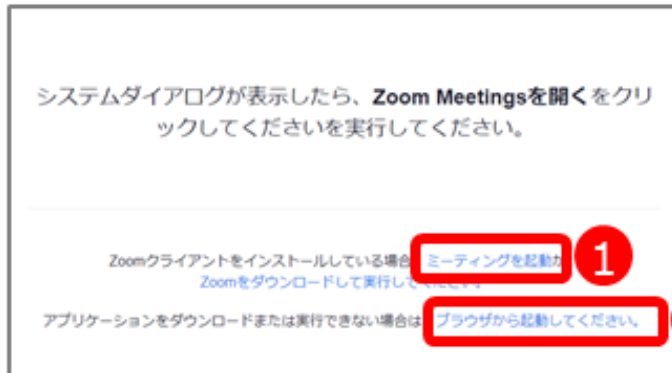 システムダイアログが表示したら、Zoom Meetingsを開くをクリ
ックしてくださいを実行してください。
Zoomクライアントをインストールしている場合 ミーティングを起動
1
Zoomをダウンロードして実行して
アプリケーションをダウンロードまたは実行できない場合は ブラウザから起動してください。